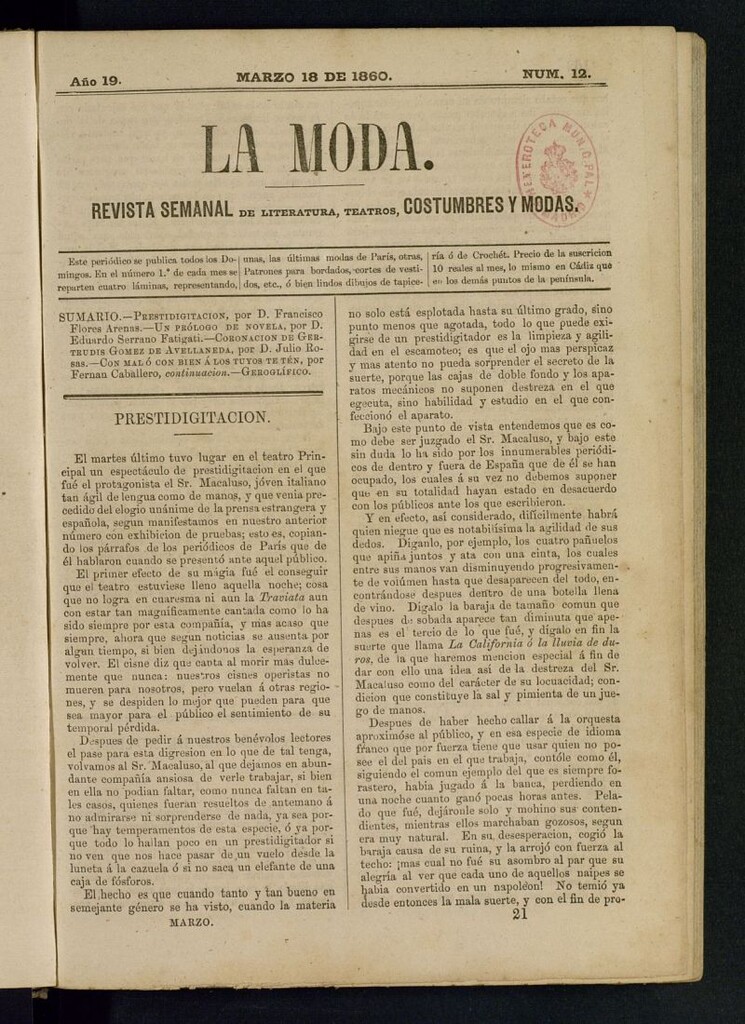 Año 19.
MARZO 18 DE 1860.
NUM. 12.
LA MODA.
HEMEROTECA MUNICIPAL
MADRID
REVISTA SEMANAL DE LITERATURA, TEATROS, COSTUMBRES Y MODAS.
Este periódico se publica todos los Do-
mingos. En el número 1.° de cada mes se
reparten cuatro láminas, representando,
unas, las últimas modas de París, otras,
Patrones para bordados, cortes de vesti-
dos, etc., ó bien lindos dibujos de tapice-
ría ó de Crochét. Precio de la suscricion
10 reales al mes, lo mismo en Cádiz que
en los demás puntos de la península.
SUMARIO.—PRESTIDIGITACION, por D. Francisco
Flores Arenas.—UN PRÓLOGO DE NOVELA, por D.
Eduardo Serrano Fatigati.—CORONACION DE GER-
TRUDIS GOMEZ DE AVELLANEDA, por D. Julio Ro-
sas.—CON MAL Ó CON BIEN Á LOS TUYOS TE TÉN, por
Fernan Caballero, continuacion.—GEROGLÍFICO.
PRESTIDIGITACION.
El martes último tuvo lugar en el teatro Prin-
cipal un espectáculo de prestidigitacion en el que
fué el protagonista el Sr. Macaluso, jóven italiano
tan ágil de lengua como de manos, y que venia pre-
cedido del elogio unánime de la prensa estrangera y
española, segun manifestamos en nuestro anterior
número con exhibicion de pruebas; esto es, copian-
do los párrafos de los periódicos de Paris que de
él hablaron cuando se presentó ante aquel público.
El primer efecto de su mágia fué el conseguir
que el teatro estuviese lleno aquella noche; cosa
que no logra en cuaresma ni aun la Traviata aun
con estar tan magníficamente cantada como lo ha
sido siempre por esta compañía, y mas acaso que
siempre, ahora que segun noticias se ausenta por
algun tiempo, si bien dejándonos la esperanza de
volver. El cisne diz que canta al morir mas dulce-
mente que nunca: nuestros cisnes operistas no
mueren para nosotros, pero vuelan á otras regio-
nes, y se despiden lo mejor que pueden para que
sea mayor para el público el sentimiento de su
temporal pérdida.
Despues de pedir á nuestros benévolos lectores
el pase para esta digresion en lo que de tal tenga,
volvamos al Sr. Macaluso, al que dejamos en abun-
dante compañía ansiosa de verle trabajar, si bien
en ella no podian faltar, como nunca faltan en ta-
les casos, quienes fueran resueltos de antemano á
no admirarse ni sorprenderse de nada, ya sea por-
que hay temperamentos de esta especie, ó ya por-
que todo lo hallan poco en un prestidigitador si
no ven que nos hace pasar de un vuelo desde la
luneta á la cazuela ó si no saca un elefante de una
caja de fósforos.
El hecho es que cuando tanto y tan bueno en
semejante género se ha visto, cuando la materia
MARZO.
no solo está esplotada hasta su último grado, sino
punto menos que agotada, todo lo que puede exi-
girse de un prestidigitador es la limpieza y agili-
dad en el escamoteo; es que el ojo mas perspicaz
y mas atento no pueda sorprender el secreto de la
suerte, porque las cajas de doble fondo y los apa-
ratos mecánicos no suponen destreza en el que
egecuta, sino habilidad y estudio en el que con-
feccionó el aparato.
Bajo este punto de vista entendemos que es co-
mo debe ser juzgado el Sr. Macaluso, y bajo este
sin duda lo ha sido por los innumerables periódi-
cos de dentro y fuera de España que de él se han
ocupado, los cuales á su vez no debemos suponer
que en su totalidad hayan estado en desacuerdo
con los públicos ante los que escribieron.
Y en efecto, así considerado, difícilmente habrá
quien niegue que es notabilísima la agilidad de sus
dedos. Díganlo, por ejemplo, los cuatro pañuelos
que apiña juntos y ata con una cinta, los cuales
entre sus manos van disminuyendo progresivamen-
te de volúmen hasta que desaparecen del todo, en-
contrándose despues dentro de una botella llena
de vino. Dígalo la baraja de tamaño comun que
despues de sobada aparece tan diminuta que ape-
nas es el tercio de lo que fué, y dígalo en fin la
suerte que llama La California ó la lluvia de du-
ros, de la que haremos mencion especial á fin de
dar con ello una idea así de la destreza del Sr.
Macaluso como del carácter de su locuacidad; con-
dicion que constituye la sal y pimienta de un jue-
go de manos.
Despues de haber hecho callar á la orquesta
aproximóse al público, y en esa especie de idioma
franco que por fuerza tiene que usar quien no po-
see el del pais en el que trabaja, contóle como él,
siguiendo el comun ejemplo del que es siempre fo-
rastero, habia jugado á la banca, perdiendo en
una noche cuanto ganó pocas horas antes. Pela-
do que fué, dejáronle solo y mohino sus conten-
dientes, mientras ellos marchaban gozosos, segun
era muy natural. En su desesperacion, cogió la
baraja causa de su ruina, y la arrojó con fuerza al
techo: ¡mas cual no fué su asombro al par que su
alegría al ver que cada uno de aquellos naipes se
habia convertido en un napoleon! No temió ya
desde entonces la mala suerte, y con el fin de pro-
21